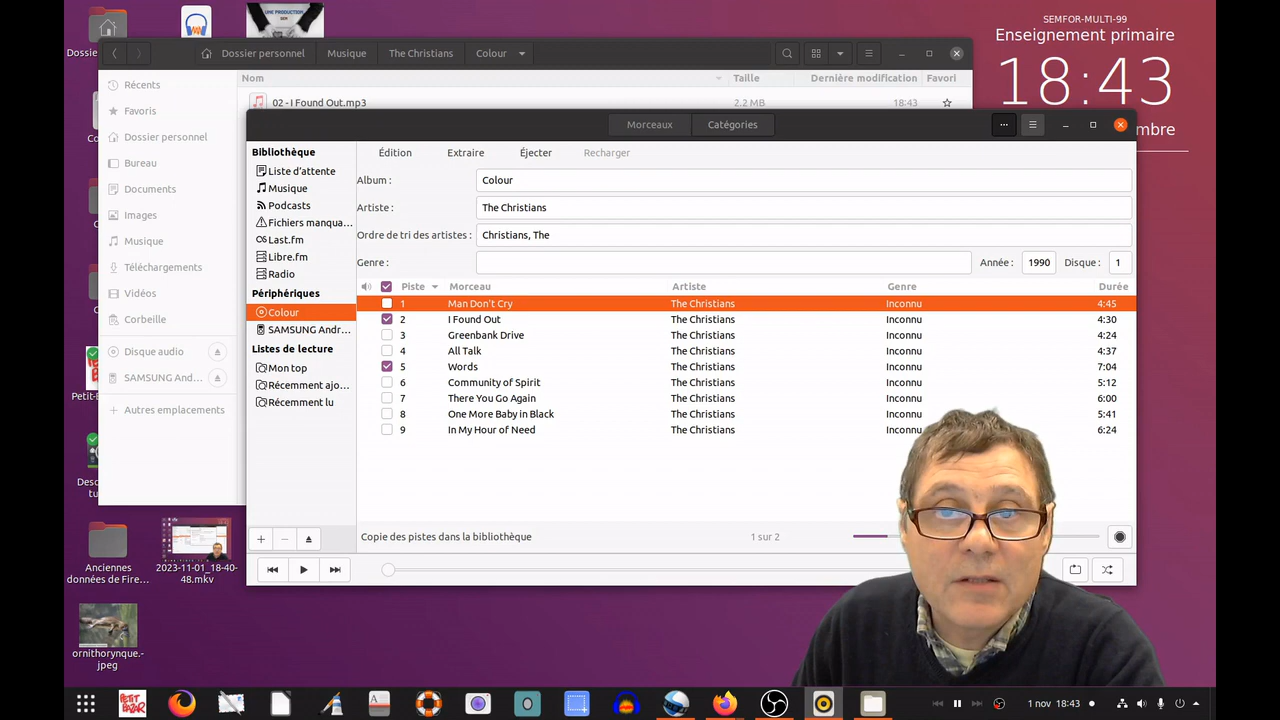 UNE PRODUCTION
SEM
SEMFOR-MULTI-99
Enseignement primaire
18:43
mbre
Dossie
Dossier personnel
Musique
The Christians
Colour
Récents
Favoris
Dossier personnel
Bureau
Documents
Images
Musique
Téléchargements
Vidéos
Corbeille
Disque audio
SAMSUNG And...
Autres emplacements
Nom
Taille
Dernière modification
Favori
02 - I Found Out.mp3
2.2 MB
18:43
Morceaux
Catégories
Bibliothèque
Liste d'attente
Musique
Podcasts
Fichiers manqua...
Last.fm
Libre.fm
Radio
Périphériques
Colour
SAMSUNG Andr...
Listes de lecture
Mon top
Récemment ajo...
Récemment lu
Édition
Extraire
Éjecter
Recharger
Album :
Colour
Artiste :
The Christians
Ordre de tri des artistes :
Christians, The
Genre :
Année :
1990
Disque :
1
Piste
Morceau
Artiste
Genre
Durée
1 Man Don't Cry The Christians Inconnu 4:45
2 I Found Out The Christians Inconnu 4:30
3 Greenbank Drive The Christians Inconnu 4:24
4 All Talk The Christians Inconnu 4:37
5 Words The Christians Inconnu 7:04
6 Community of Spirit The Christians Inconnu 5:12
7 There You Go Again The Christians Inconnu 6:00
8 One More Baby in Black The Christians Inconnu 5:41
9 In My Hour of Need The Christians Inconnu 6:24
Copie des pistes dans la bibliothèque
1 sur 2
Petit-B
Desc
tu
Anciennes
données de Fire...
2023-11-01_18-40-
48.mkv
ornithorynque.-
jpeg
PETIT
BAZAR
1 nov 18:43